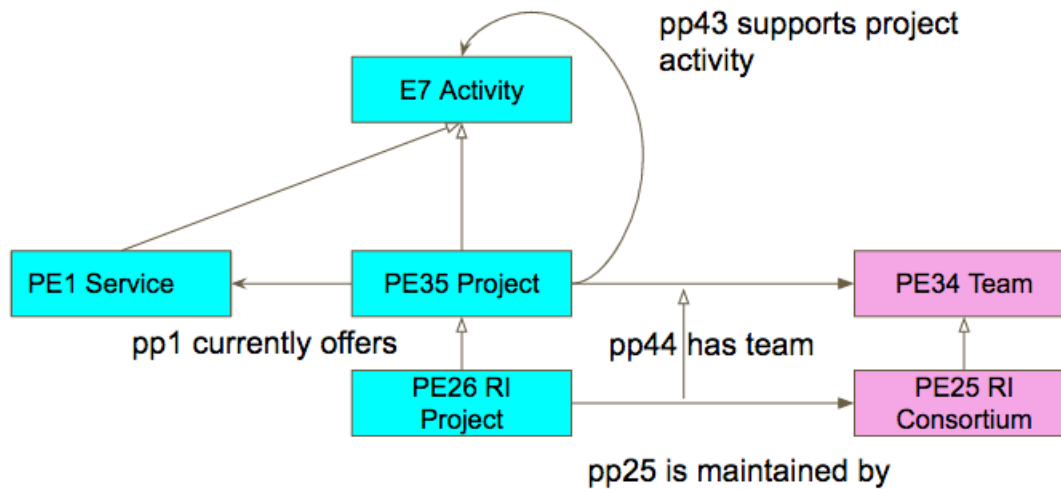 pp43 supports project
activity
E7 Activity
PE1 Service
PE35 Project
PE34 Team
pp1 currently offers
pp44 has team
PE26 RI
Project
PE25 RI
Consortium
pp25 is maintained by